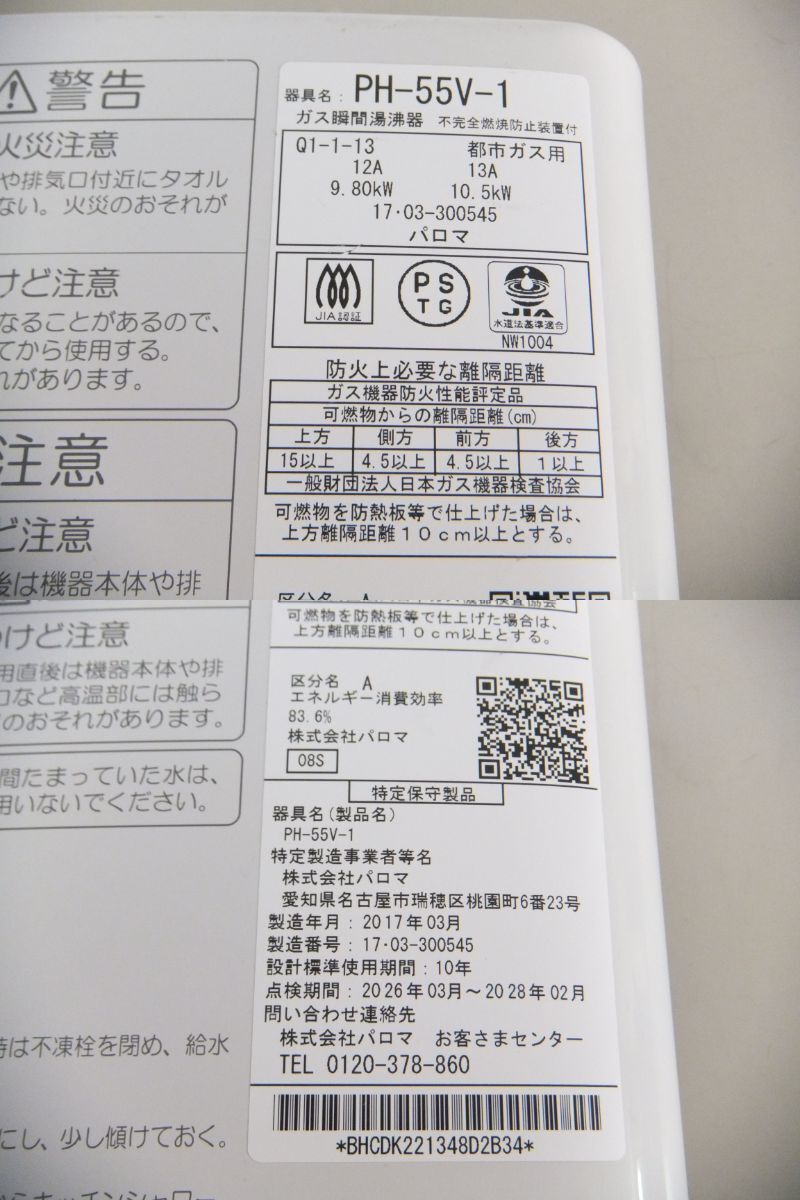 警告
火災注意
や排気口付近にタオル
ない。火災のおそれが
けど注意
なることがあるので、
てから使用する。
れがあります。
注意
ど注意
後は機器本体や排
器具名: PH-55V-1
ガス瞬間湯沸器 不完全燃焼防止装置付
Q1-1-13 都市ガス用
12A 13A
9.80kW 10.5kW
17・03-300545
パロマ
JIA認証
PS
TG
JIA
水道法基準適合
NW1004
防火上必要な離隔距離
ガス機器防火性能評定品
可燃物からの離隔距離(cm)
上方 側方 前方 後方
15以上 4.5以上 4.5以上 1以上
一般財団法人日本ガス機器検査協会
可燃物を防熱板等で仕上げた場合は、
上方離隔距離10cm以上とする。
区分名 A
けど注意
用直後は機器本体や排
口など高温部には触ら
のおそれがあります。
間たまっていた水は、
用いないでください。
時は不凍栓を閉め、給水
にし、少し傾けておく。
可燃物を防熱板等で仕上げた場合は、
上方離隔距離10cm以上とする。
区分名 A
エネルギー消費効率
83.6%
株式会社パロマ
08S
特定保守製品
器具名(製品名)
PH-55V-1
特定製造事業者等名
株式会社パロマ
愛知県名古屋市瑞穂区桃園町6番23号
製造年月: 2017年03月
製造番号: 17・03-300545
設計標準使用期間: 10年
点検期間: 2026年03月~2028年02月
問い合わせ連絡先
株式会社パロマ お客さまセンター
TEL 0120-378-860
*BHCDK221348D2B34*